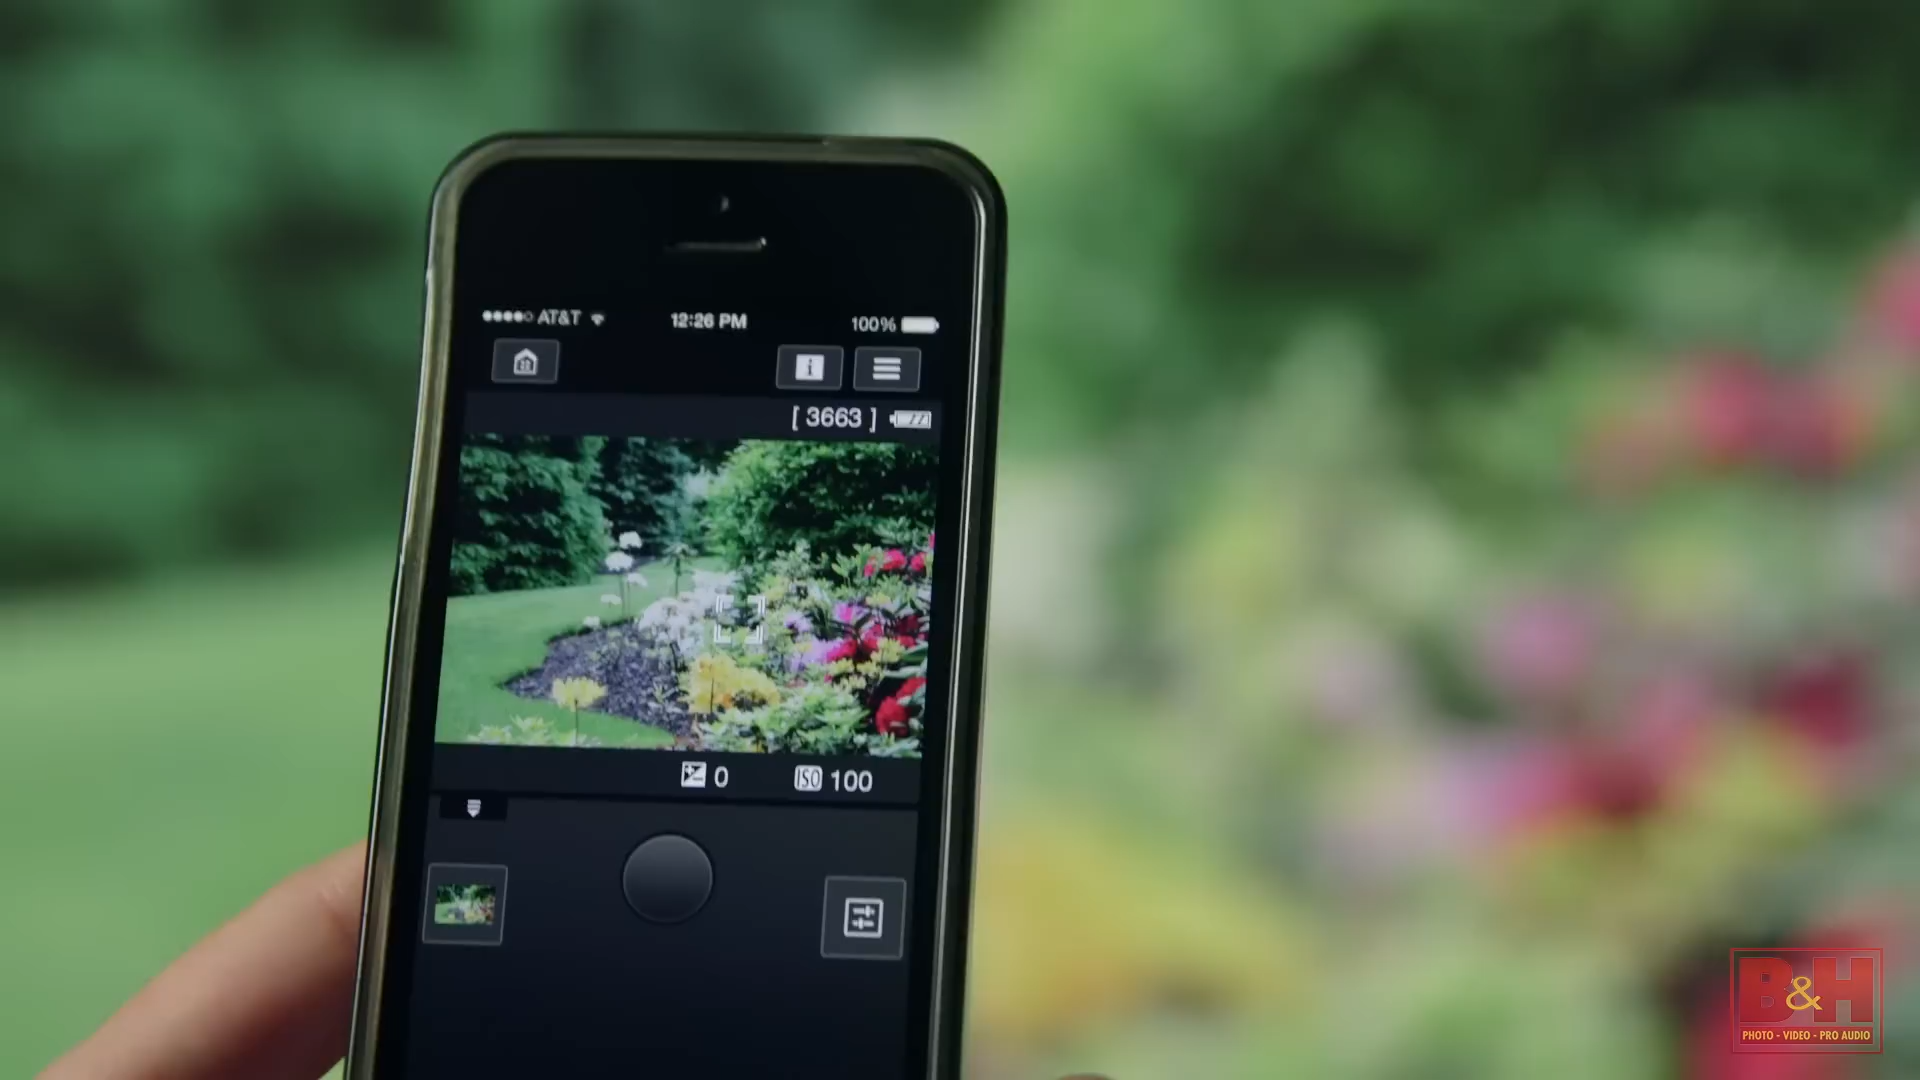 AT&T 12:26 PM 100%
i
[ 3663 ]
0 ISO 100
B&H
PHOTO - VIDEO - PRO AUDIO